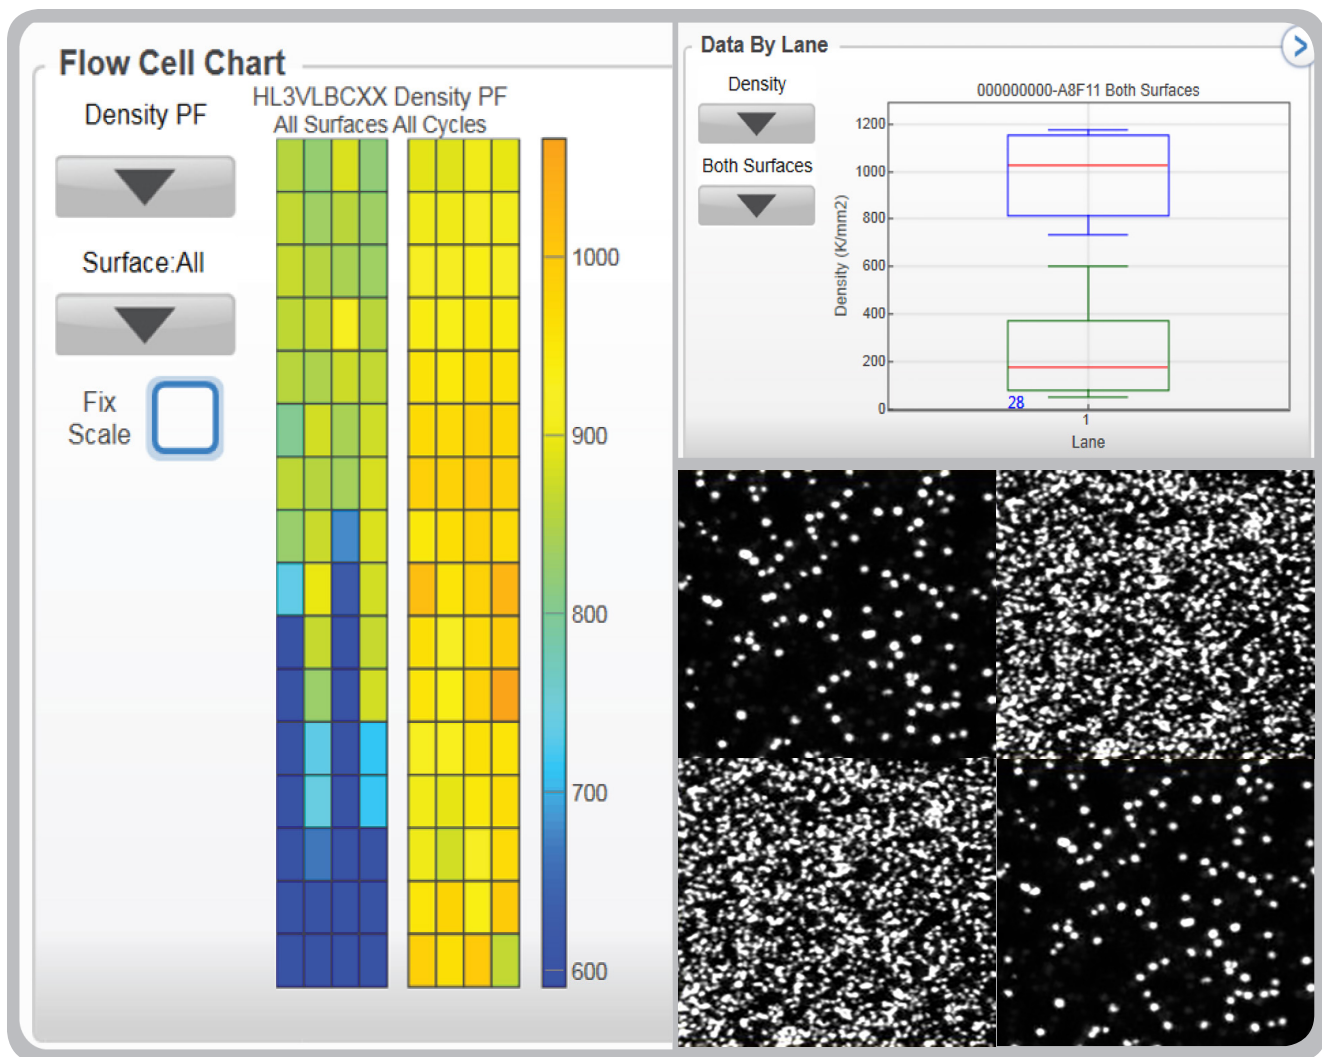 Flow Cell Chart
Density PF
Surface:All
Fix
Scale
HL3VLBCXX Density PF
All Surfaces All Cycles
1000
900
800
700
600
Data By Lane
Density
Both Surfaces
000000000-A8F11 Both Surfaces
Density (K/mm2)
1200
1000
800
600
400
200
0
28
1
Lane